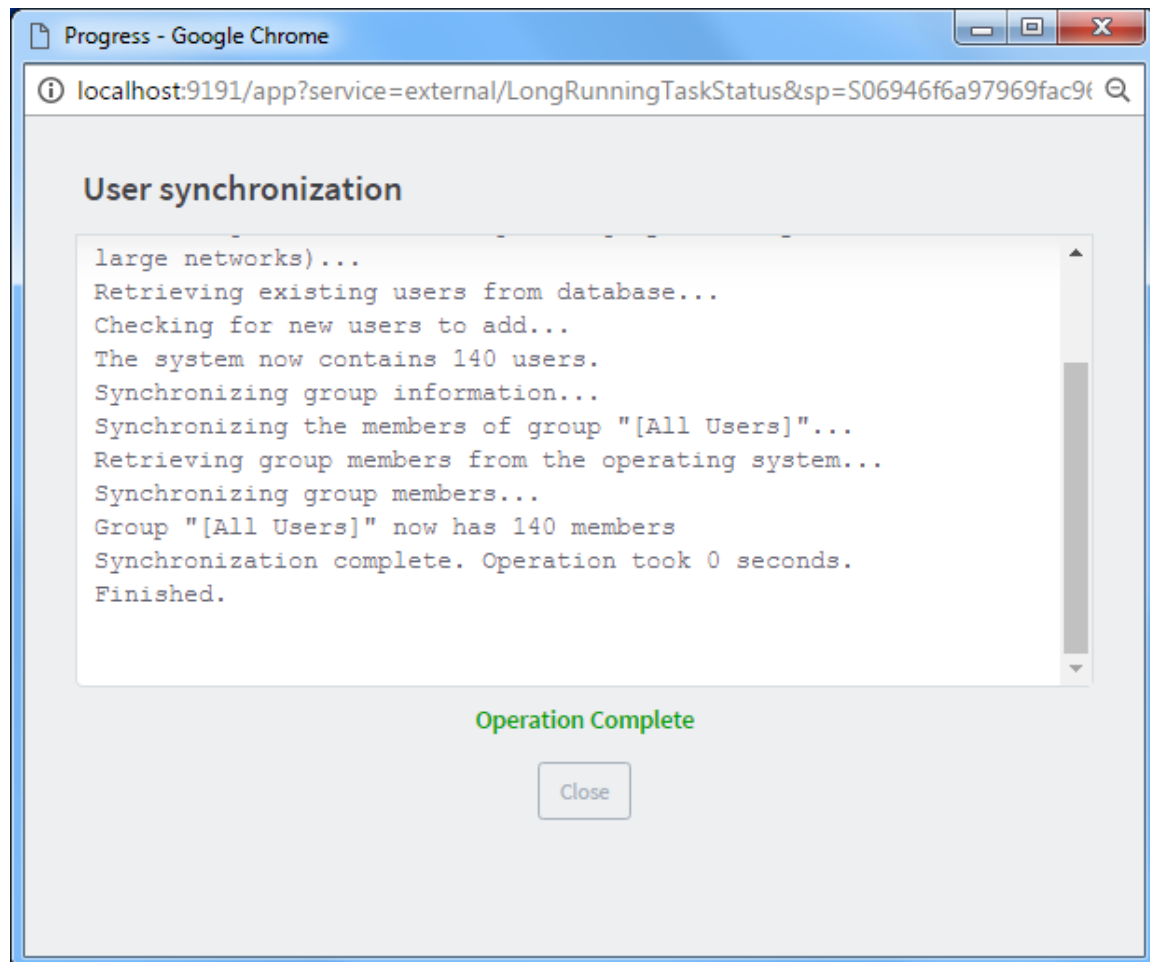 Progress - Google Chrome
localhost:9191/app?service=external/LongRunningTaskStatus&sp=S06946f6a97969fac96
User synchronization
large networks)...
Retrieving existing users from database...
Checking for new users to add...
The system now contains 140 users.
Synchronizing group information...
Synchronizing the members of group "[All Users]"...
Retrieving group members from the operating system...
Synchronizing group members...
Group "[All Users]" now has 140 members
Synchronization complete. Operation took 0 seconds.
Finished.
Operation Complete
Close